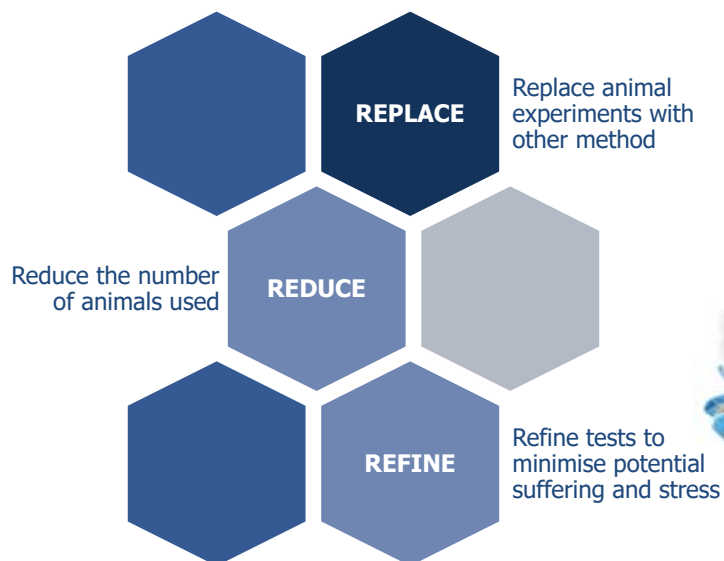 REPLACE
Replace animal
experiments with
other method
Reduce the number
of animals used
REDUCE
REFINE
Refine tests to
minimise potential
suffering and stress